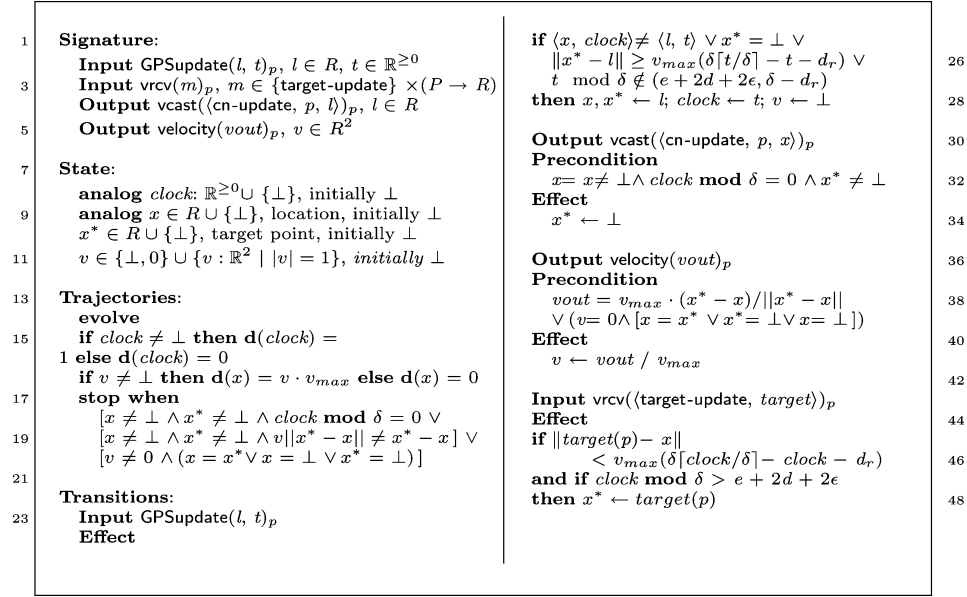 1 Signature:
Input GPSupdate(l, t)p, l ∈ R, t ∈ ℝ≥0
3 Input vrcv(m)p, m ∈ {target-update} ×(P → R)
Output vcast(⟨cn-update, p, l⟩)p, l ∈ R
5 Output velocity(vout)p, v ∈ R2
7 State:
analog clock: ℝ≥0∪ {⊥}, initially ⊥
9 analog x ∈ R ∪ {⊥}, location, initially ⊥
x* ∈ R ∪ {⊥}, target point, initially ⊥
11 v ∈ {⊥, 0} ∪ {v : ℝ2 | |v| = 1}, initially ⊥
13 Trajectories:
evolve
15 if clock ≠ ⊥ then d(clock) =
1 else d(clock) = 0
if v ≠ ⊥ then d(x) = v · vmax else d(x) = 0
17 stop when
[x ≠ ⊥ ∧ x* ≠ ⊥ ∧ clock mod δ = 0 ∨
19 [x ≠ ⊥ ∧ x* ≠ ⊥ ∧ v||x* − x|| ≠ x* − x] ∨
[v ≠ 0 ∧ (x = x*∨ x = ⊥ ∨ x* = ⊥)]
21
Transitions:
23 Input GPSupdate(l, t)p
Effect
if ⟨x, clock⟩≠ ⟨l, t⟩ ∨ x* = ⊥ ∨
‖x* − l‖ ≥ vmax(δ⌈t/δ⌉ − t − dr) ∨ 26
t mod δ ∉ (e + 2d + 2ϵ, δ − dr)
then x, x* ← l; clock ← t; v ← ⊥ 28
Output vcast(⟨cn-update, p, x⟩)p 30
Precondition
x= x≠ ⊥∧ clock mod δ = 0 ∧ x* ≠ ⊥ 32
Effect
x* ← ⊥ 34
Output velocity(vout)p 36
Precondition
vout = vmax · (x* − x)/||x* − x|| 38
∨ (v= 0∧ [x = x* ∨ x*= ⊥∨ x= ⊥ ])
Effect 40
v ← vout / vmax
42
Input vrcv(⟨target-update, target⟩)p
Effect 44
if ‖target(p)− x‖
< vmax(δ⌈clock/δ⌉ − clock − dr) 46
and if clock mod δ > e + 2d + 2ϵ
then x* ← target(p) 48